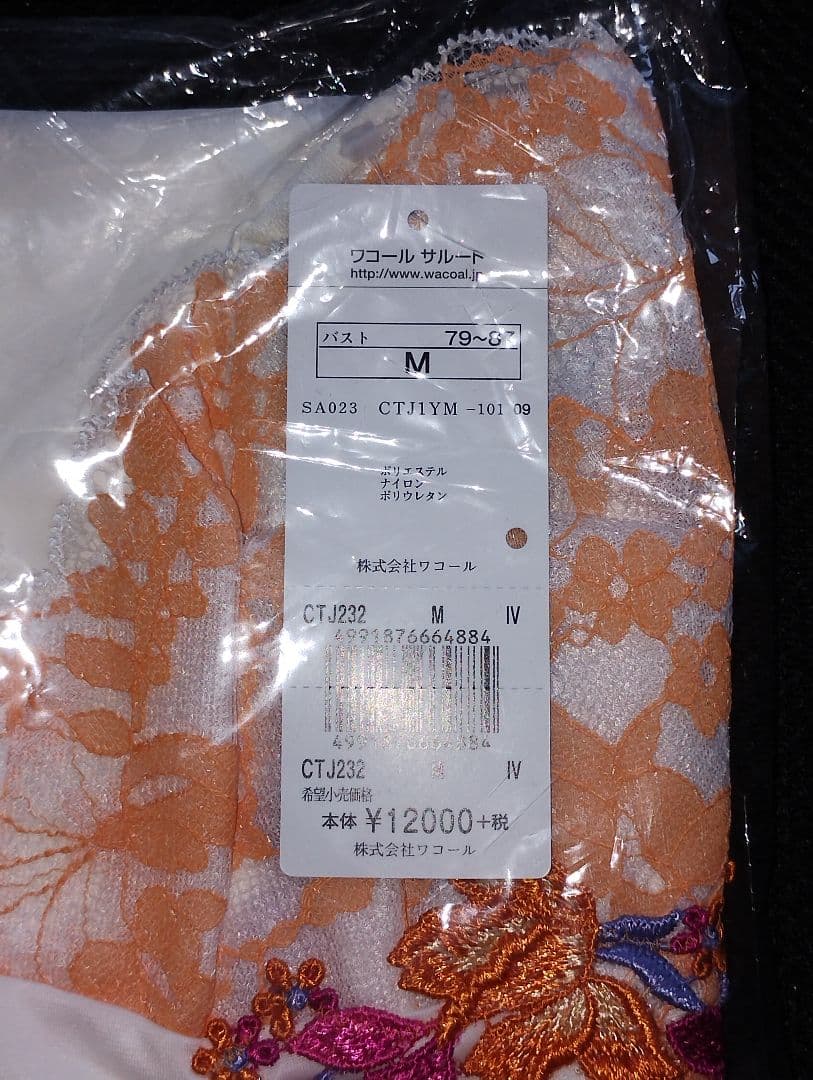 ワコール サルート
http://www.wacoal.jp
バスト 79~87
M
SA023 CTJ1YM -101 09
ポリエステル
ナイロン
ポリウレタン
株式会社ワコール
CTJ232 M IV
4991876664884
4991876664884
CTJ232 M IV
希望小売価格
本体 ¥12000+税
株式会社ワコール